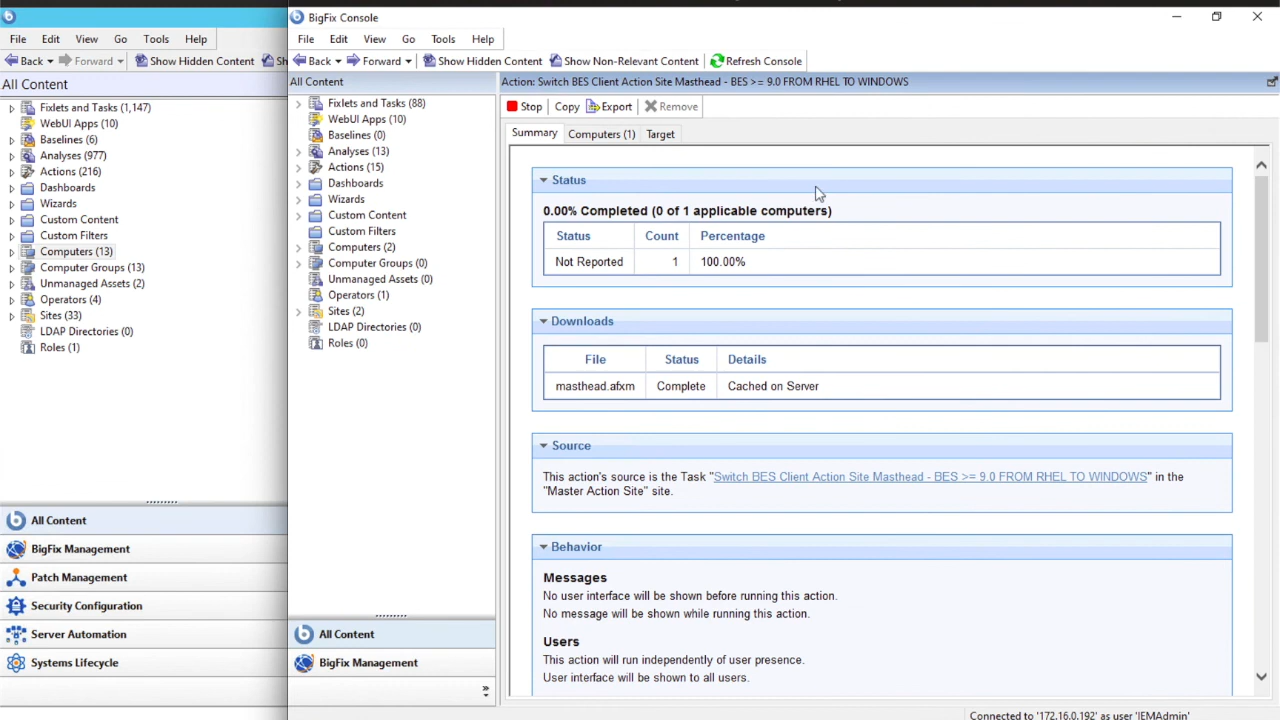 File Edit View Go Tools Help
Back Forward Show Hidden Content Sh
All Content
Fixlets and Tasks (1,147)
WebUI Apps (10)
Baselines (6)
Analyses (977)
Actions (216)
Dashboards
Wizards
Custom Content
Custom Filters
Computers (13)
Computer Groups (13)
Unmanaged Assets (2)
Operators (4)
Sites (33)
LDAP Directories (0)
Roles (1)
All Content
BigFix Management
Patch Management
Security Configuration
Server Automation
Systems Lifecycle
BigFix Console
File Edit View Go Tools Help
Back Forward Show Hidden Content Show Non-Relevant Content Refresh Console
All Content
Fixlets and Tasks (88)
WebUI Apps (10)
Baselines (0)
Analyses (13)
Actions (15)
Dashboards
Wizards
Custom Content
Custom Filters
Computers (2)
Computer Groups (0)
Unmanaged Assets (0)
Operators (1)
Sites (2)
LDAP Directories (0)
Roles (0)
All Content
BigFix Management
Action: Switch BES Client Action Site Masthead - BES >= 9.0 FROM RHEL TO WINDOWS
Stop Copy Export Remove
Summary Computers (1) Target
Status
0.00% Completed (0 of 1 applicable computers)
Status Count Percentage
Not Reported 1 100.00%
Downloads
File Status Details
masthead.afxm Complete Cached on Server
Source
This action's source is the Task "Switch BES Client Action Site Masthead - BES >= 9.0 FROM RHEL TO WINDOWS" in the
"Master Action Site" site.
Behavior
Messages
No user interface will be shown before running this action.
No message will be shown while running this action.
Users
This action will run independently of user presence.
User interface will be shown to all users.
Connected to '172.16.0.192' as user 'IEMAdmin'